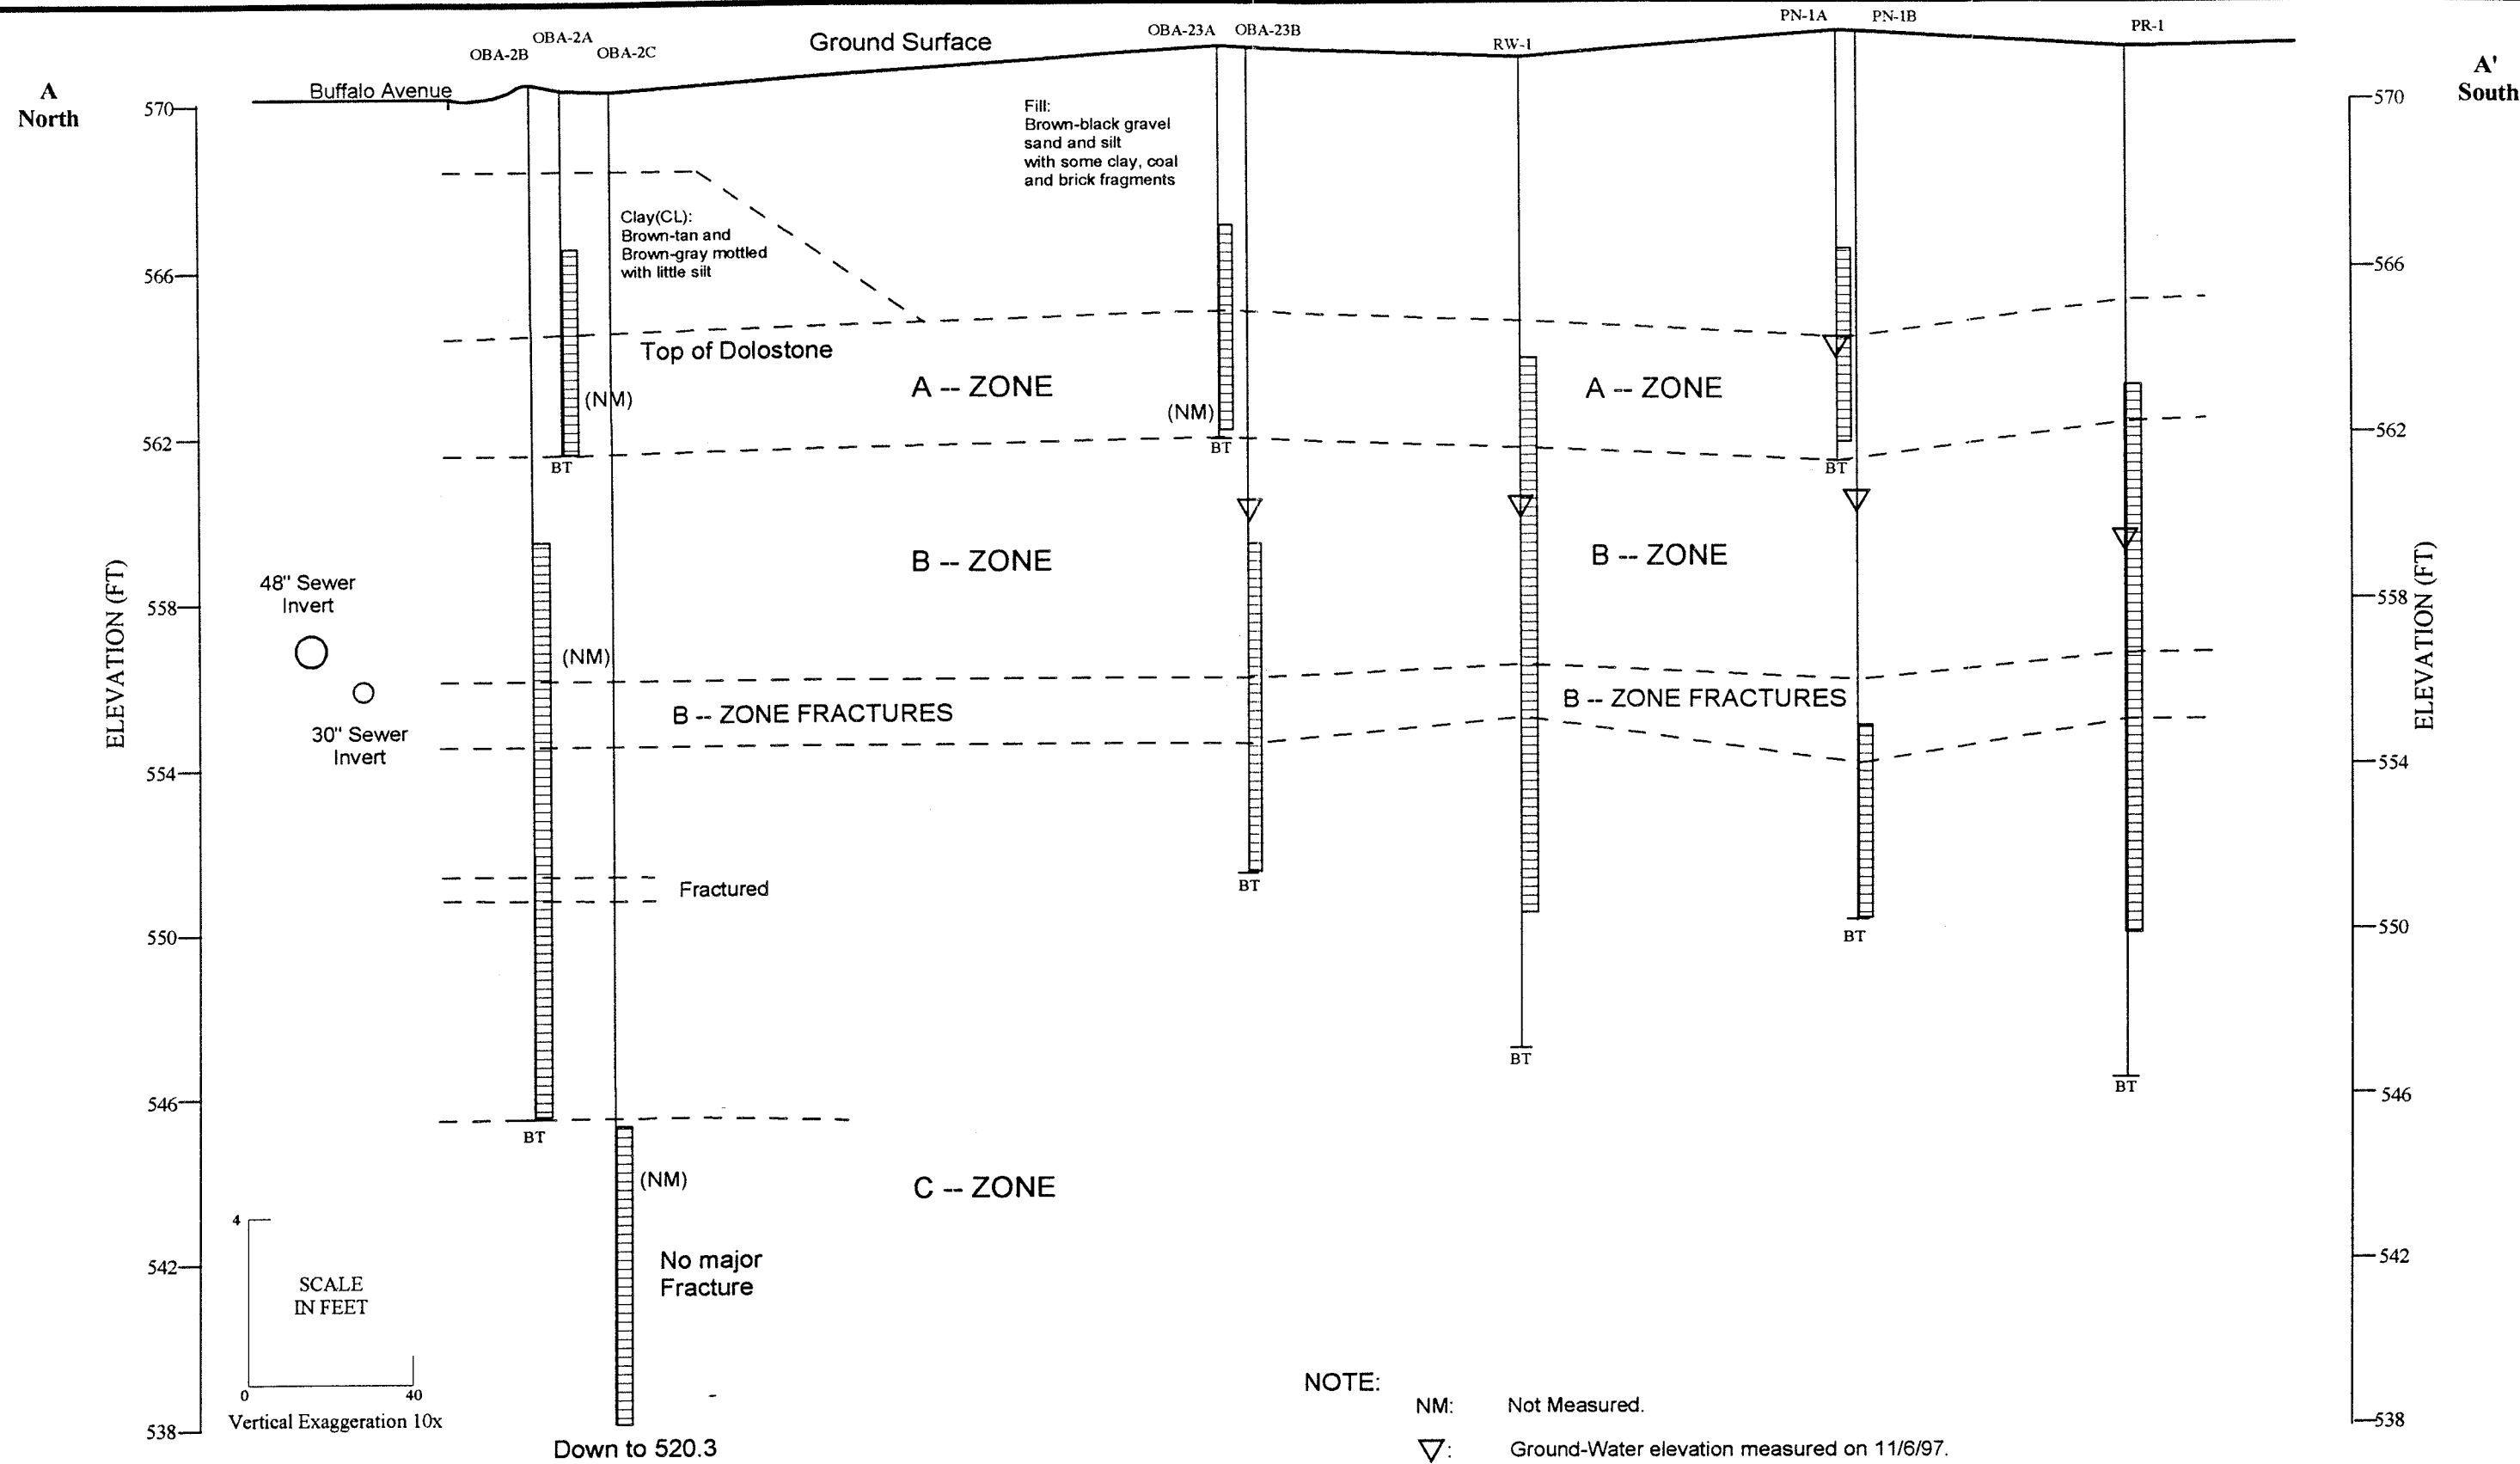 OBA-2B
OBA-2A
OBA-2C
Ground Surface
OBA-23A
OBA-23B
RW-1
PN-1A
PN-1B
PR-1
A
North
A'
South
Buffalo Avenue
570
566
562
558
554
550
546
542
538
ELEVATION (FT)
Fill:
Brown-black gravel
sand and silt
with some clay, coal
and brick fragments
Clay(CL):
Brown-tan and
Brown-gray mottled
with little silt
Top of Dolostone
A -- ZONE
A -- ZONE
(NM)
(NM)
BT
BT
BT
B -- ZONE
B -- ZONE
48" Sewer
Invert
(NM)
30" Sewer
Invert
B -- ZONE FRACTURES
B -- ZONE FRACTURES
Fractured
BT
BT
BT
BT
BT
(NM)
C -- ZONE
No major
Fracture
Down to 520.3
4
SCALE
IN FEET
0
40
Vertical Exaggeration 10x
NOTE:
NM: Not Measured.
▽: Ground-Water elevation measured on 11/6/97.
570
566
562
558
554
550
546
542
538
ELEVATION (FT)